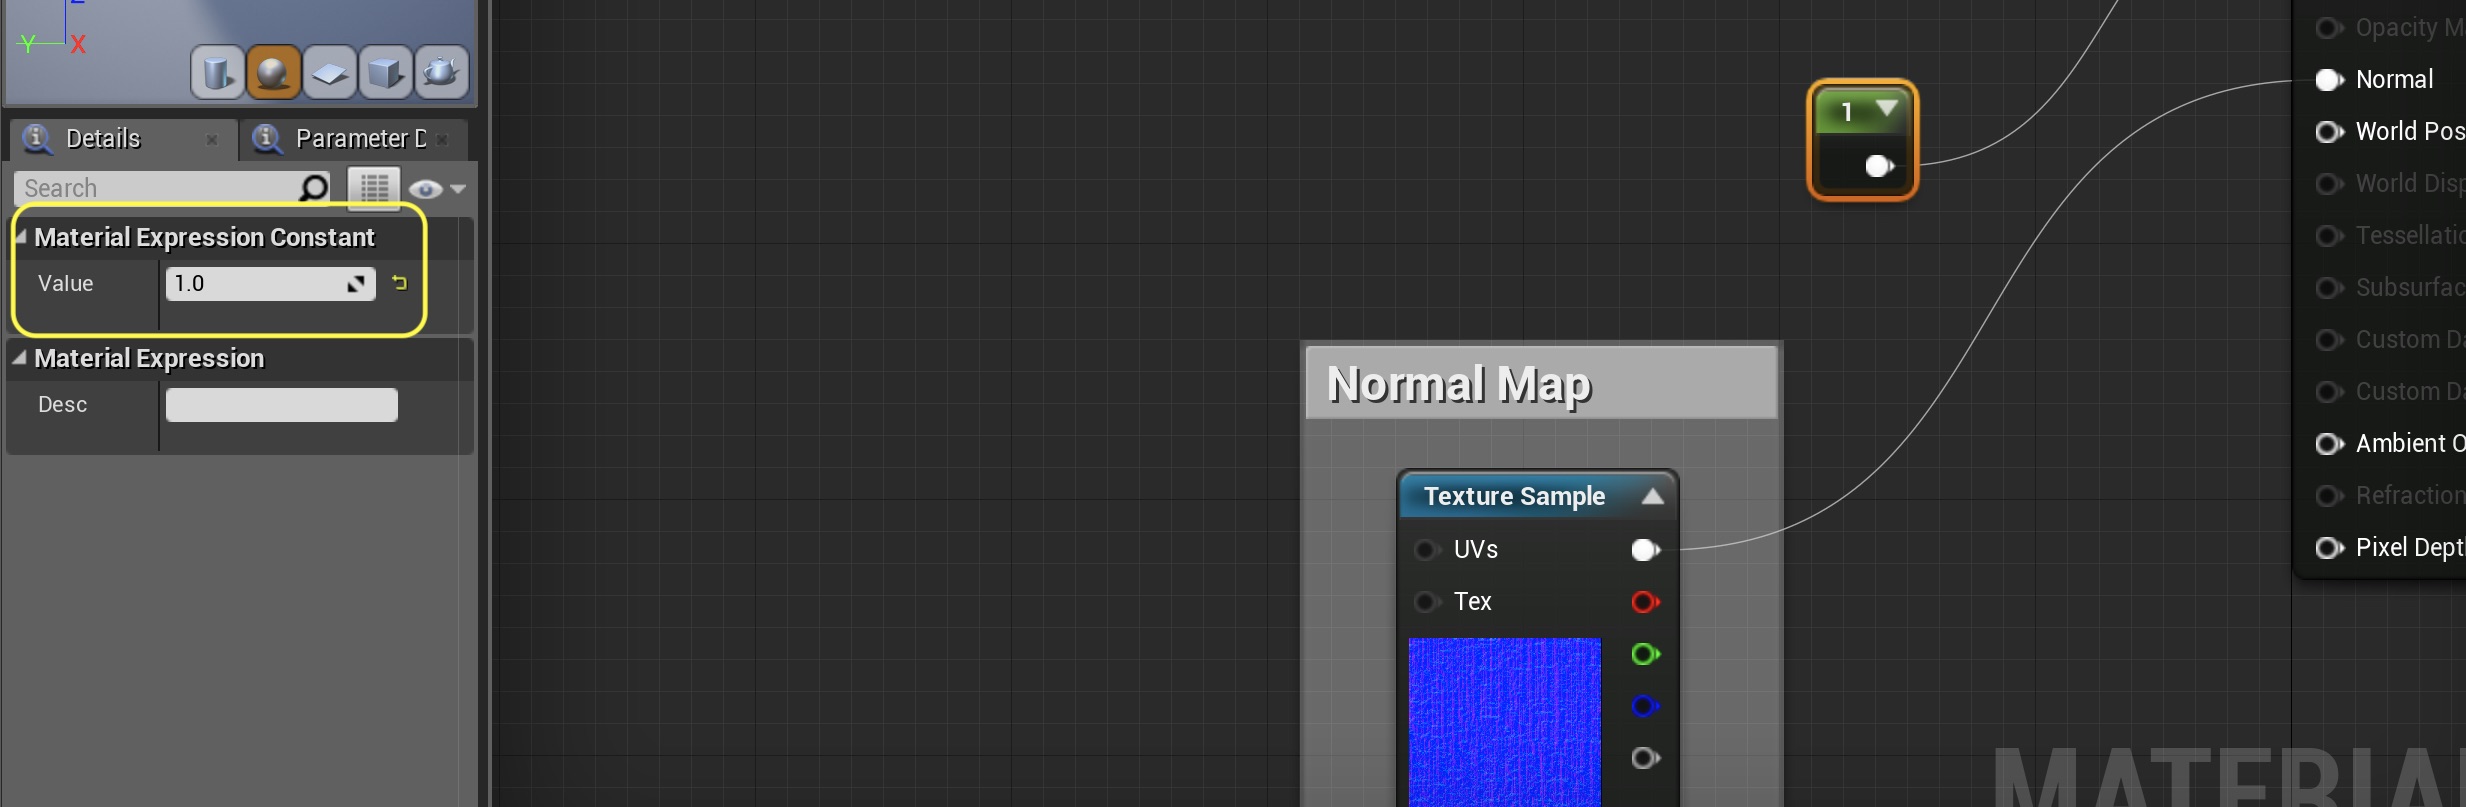 Y
X
Details
Parameter D
Search
Material Expression Constant
Value
1.0
Material Expression
Desc
1
Normal Map
Texture Sample
UVs
Tex
Opacity M
Normal
World Pos
World Disp
Tessellatio
Subsurfac
Custom Da
Custom Da
Ambient O
Refraction
Pixel Dept
MATERIAL